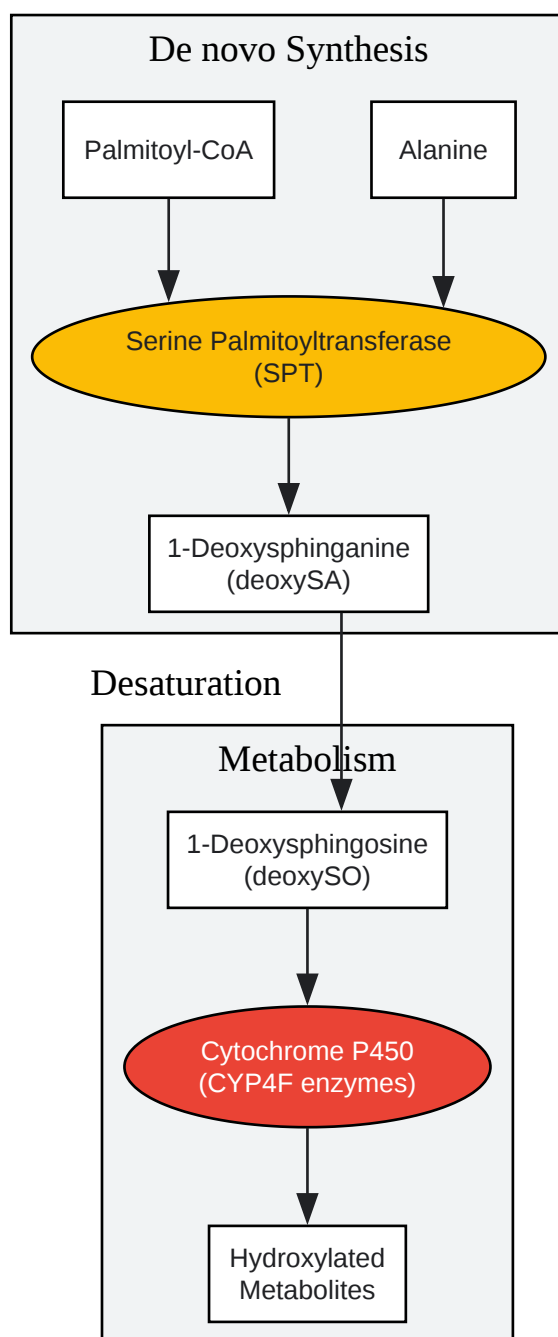 De novo Synthesis
Palmitoyl-CoA
Alanine
Serine Palmitoyltransferase
(SPT)
1-Deoxysphinganine
(deoxySA)
Desaturation
Metabolism
1-Deoxysphingosine
(deoxySO)
Cytochrome P450
(CYP4F enzymes)
Hydroxylated
Metabolites